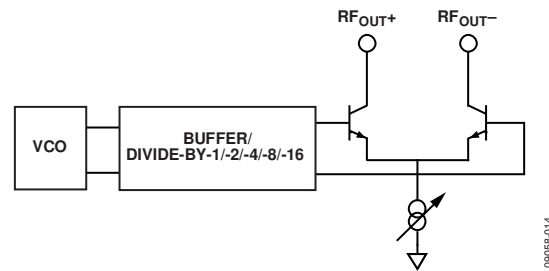 RFOUT+ RFOUT−
VCO
BUFFER/
DIVIDE-BY-1/-2/-4/-8/-16
09058-014